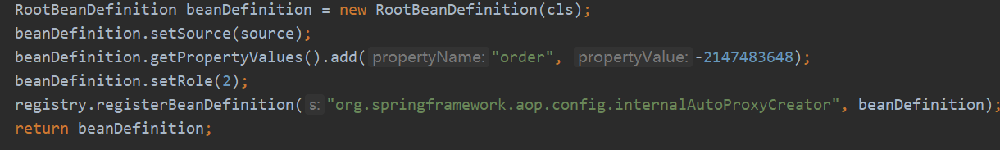 RootBeanDefinition beanDefinition = new RootBeanDefinition(cls);
beanDefinition.setSource(source);
beanDefinition.getPropertyValues().add( propertyName: "order", propertyValue: -2147483648);
beanDefinition.setRole(2);
registry.registerBeanDefinition( s: "org.springframework.aop.config.internalAutoProxyCreator", beanDefinition);
return beanDefinition;